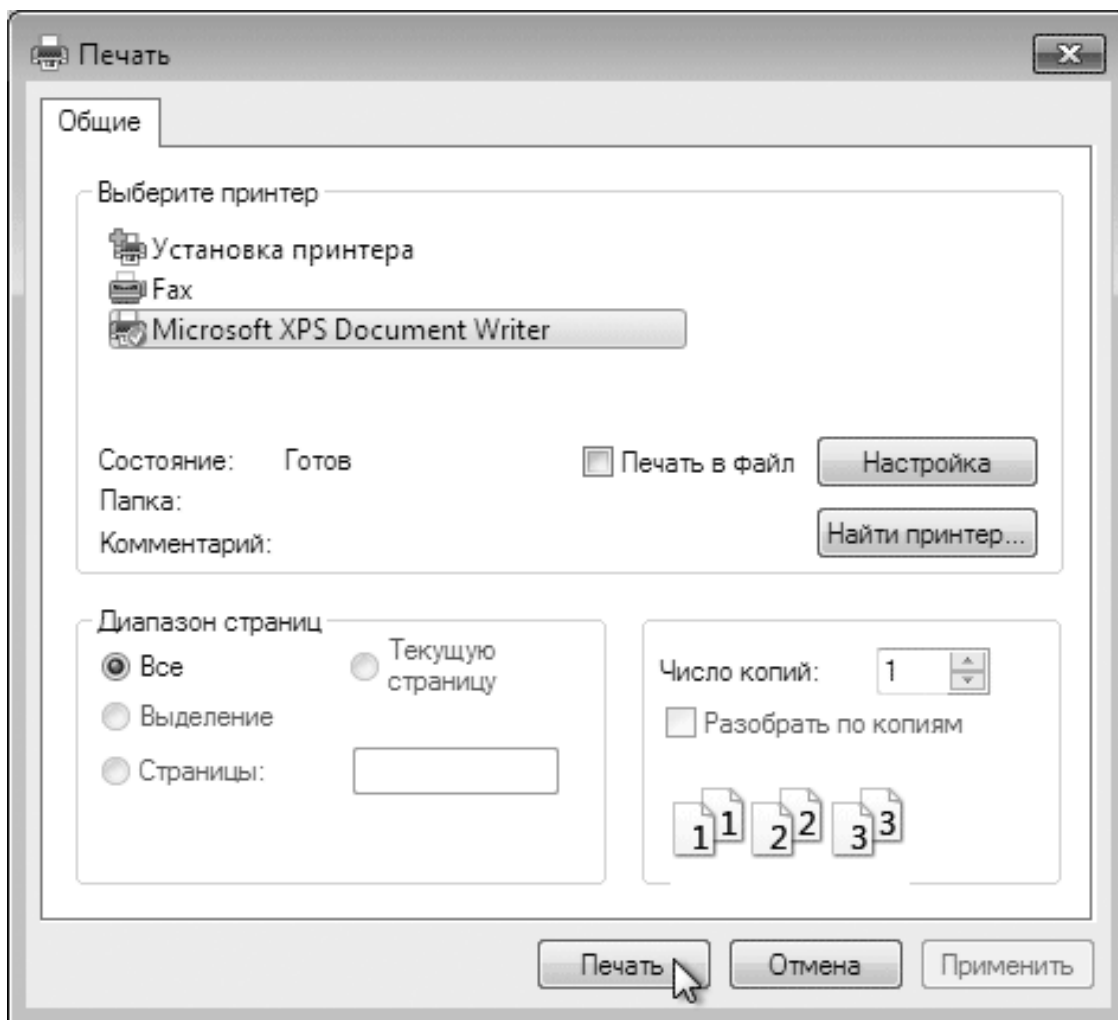 Печать
Общие
Выберите принтер
Установка принтера
Fax
Microsoft XPS Document Writer
Состояние: Готов
Печать в файл
Настройка
Папка:
Найти принтер...
Комментарий:
Диапазон страниц
Все
Текущую
страницу
Выделение
Страницы:
Число копий: 1
Разобрать по копиям
1 1 2 2 3 3
Печать Отмена Применить